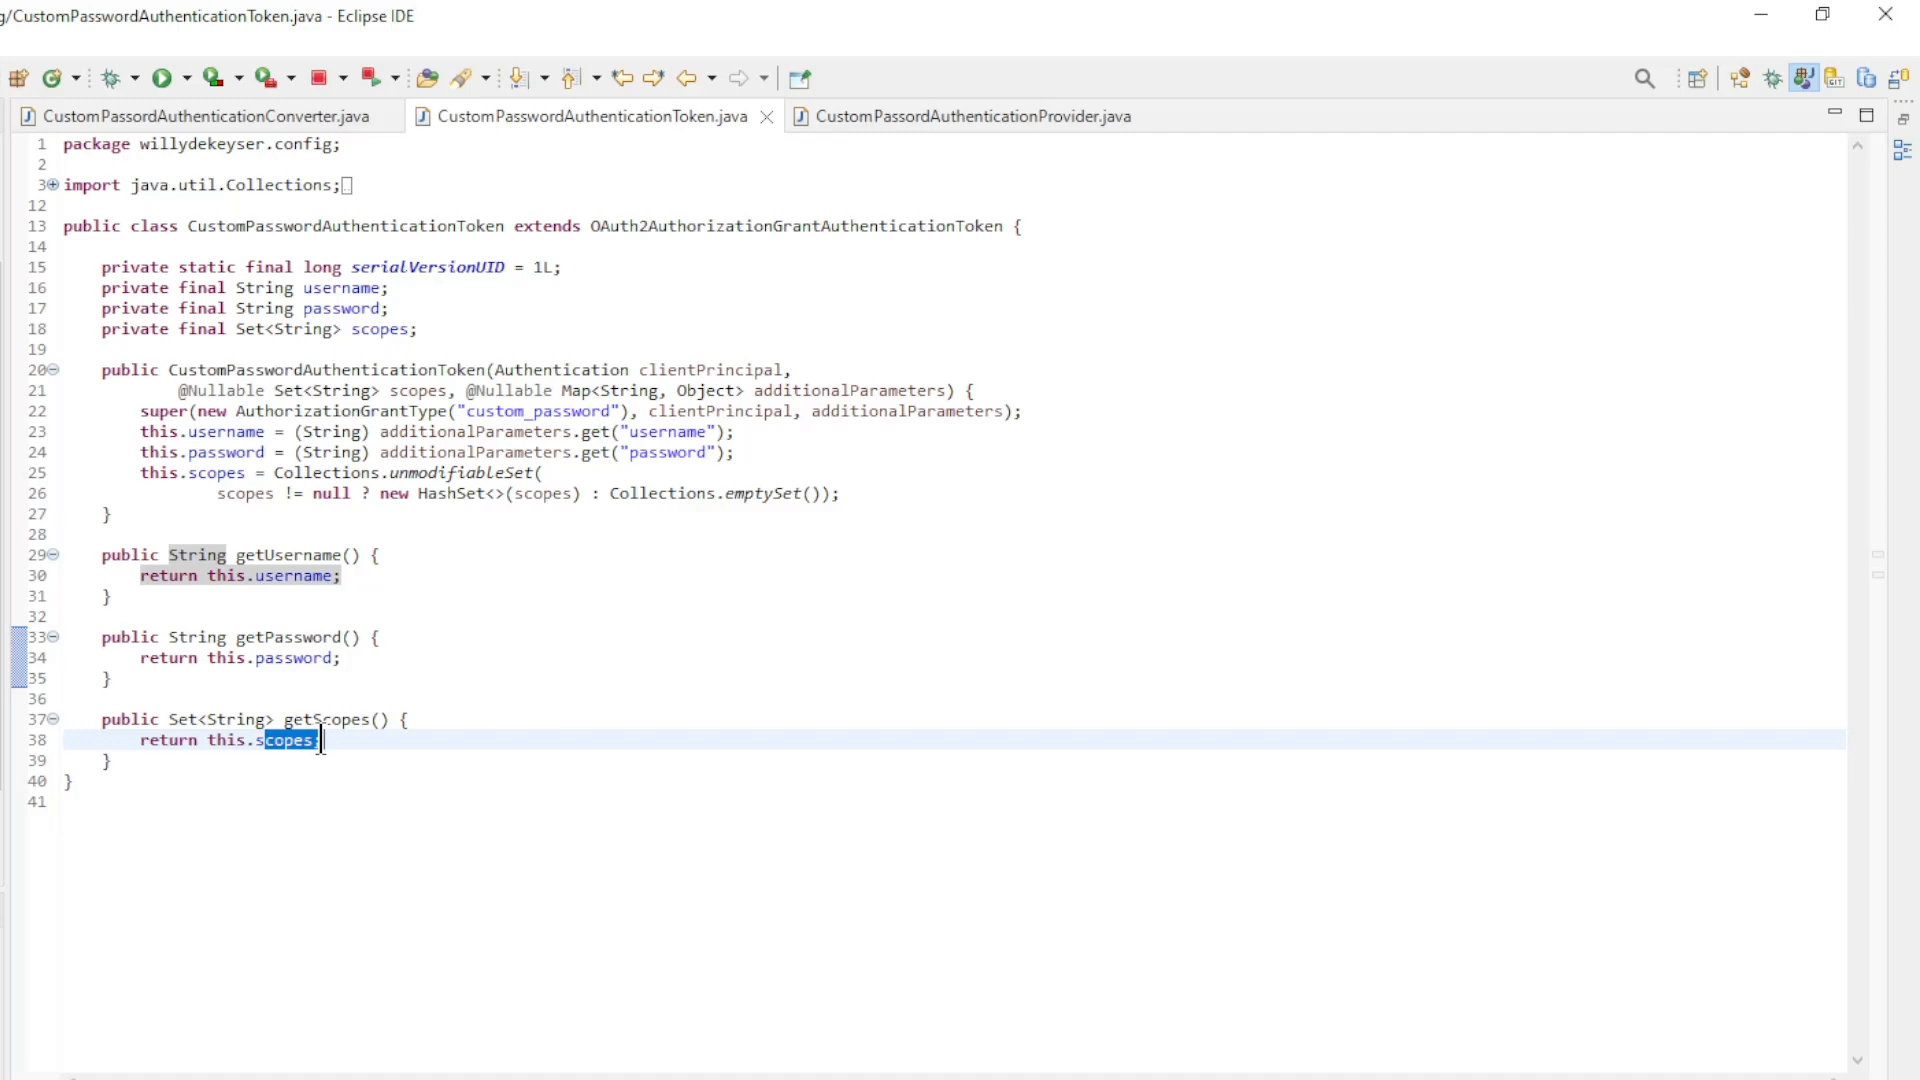 g/CustomPasswordAuthenticationToken.java - Eclipse IDE
CustomPassordAuthenticationConverter.java
CustomPasswordAuthenticationToken.java
CustomPassordAuthenticationProvider.java
1 package willydekeyser.config;
2
3 import java.util.Collections;
12
13 public class CustomPasswordAuthenticationToken extends OAuth2AuthorizationGrantAuthenticationToken {
14
15 private static final long serialVersionUID = 1L;
16 private final String username;
17 private final String password;
18 private final Set<String> scopes;
19
20 public CustomPasswordAuthenticationToken(Authentication clientPrincipal,
21 @Nullable Set<String> scopes, @Nullable Map<String, Object> additionalParameters) {
22 super(new AuthorizationGrantType("custom_password"), clientPrincipal, additionalParameters);
23 this.username = (String) additionalParameters.get("username");
24 this.password = (String) additionalParameters.get("password");
25 this.scopes = Collections.unmodifiableSet(
26 scopes != null ? new HashSet<>(scopes) : Collections.emptySet());
27 }
28
29 public String getUsername() {
30 return this.username;
31 }
32
33 public String getPassword() {
34 return this.password;
35 }
36
37 public Set<String> getScopes() {
38 return this.scopes;
39 }
40 }
41